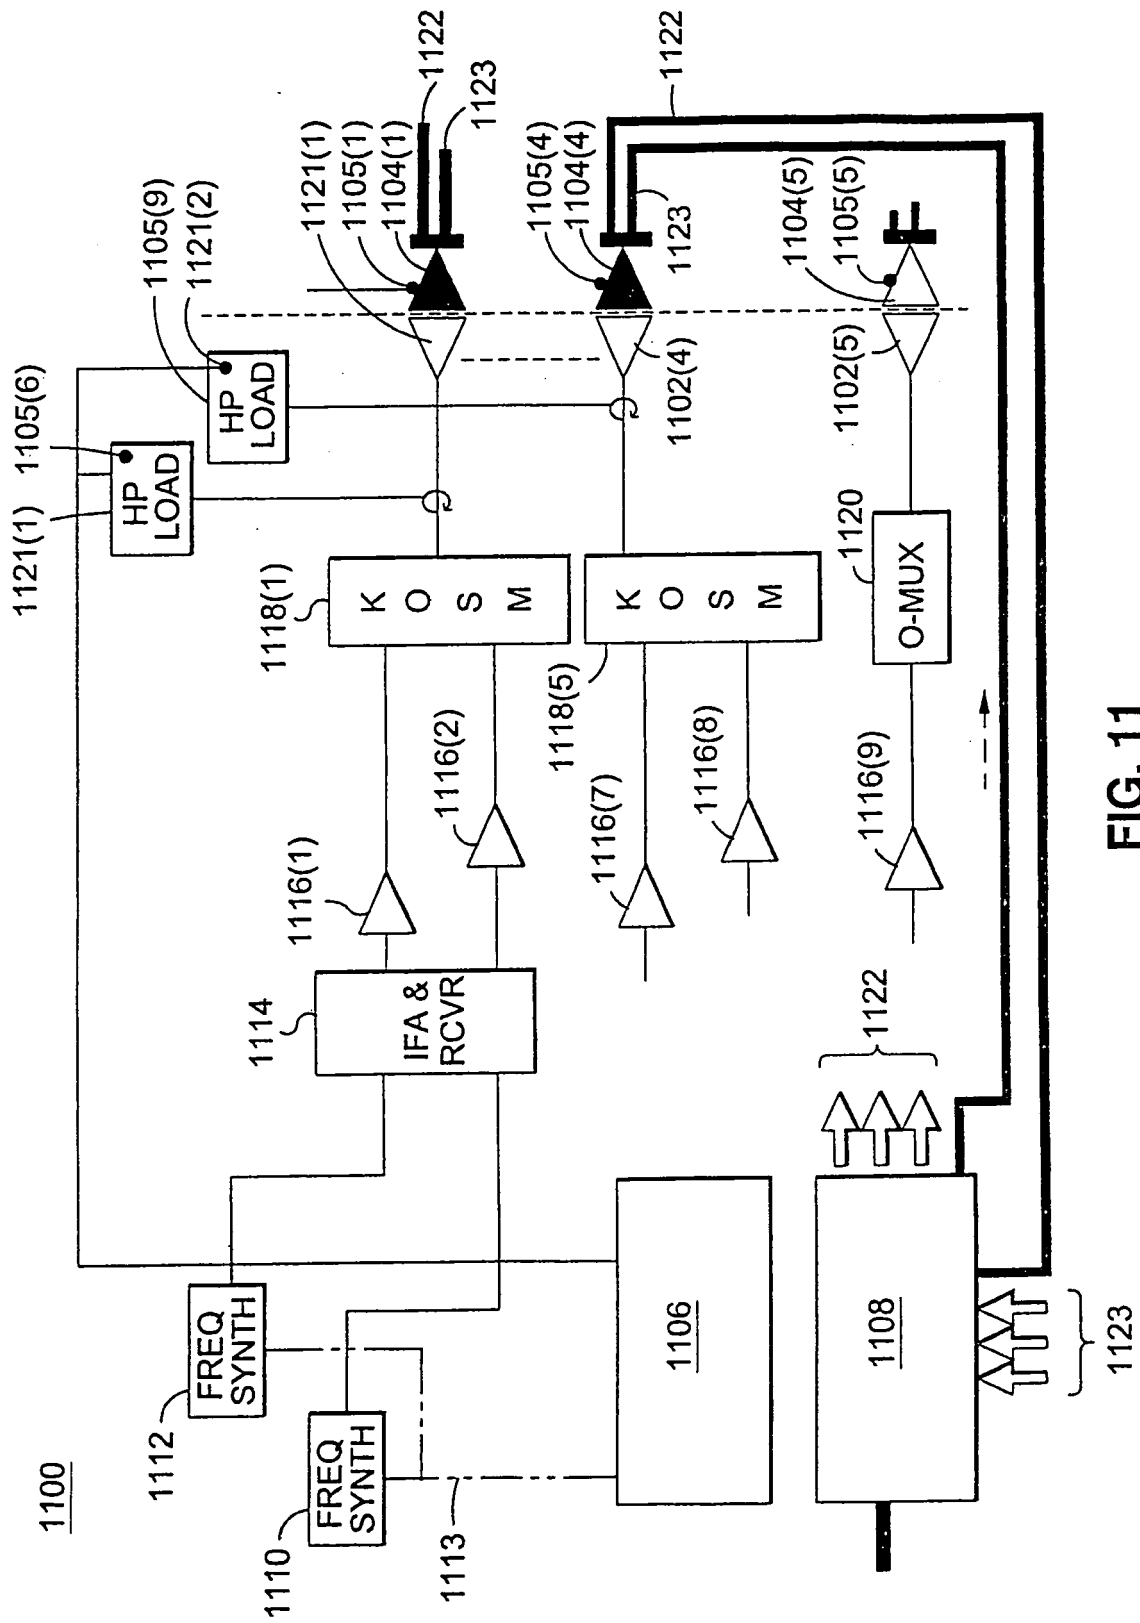 1100
1121(1)
1105(6)
1105(9)
1121(2)
HP
LOAD
HP
LOAD
1121(1)
1105(1)
1104(1)
1122
1123
1112
FREQ
SYNTH
1110
FREQ
SYNTH
1113
1114
IFA &
RCVR
1116(1)
1116(2)
1118(1)
K
O
S
M
1105(4)
1104(4)
1122
1123
1102(4)
1116(7)
1116(8)
1118(5)
K
O
S
M
1106
1108
1122
1123
1116(9)
1120
O-MUX
1102(5)
1104(5)
1105(5)
FIG. 11